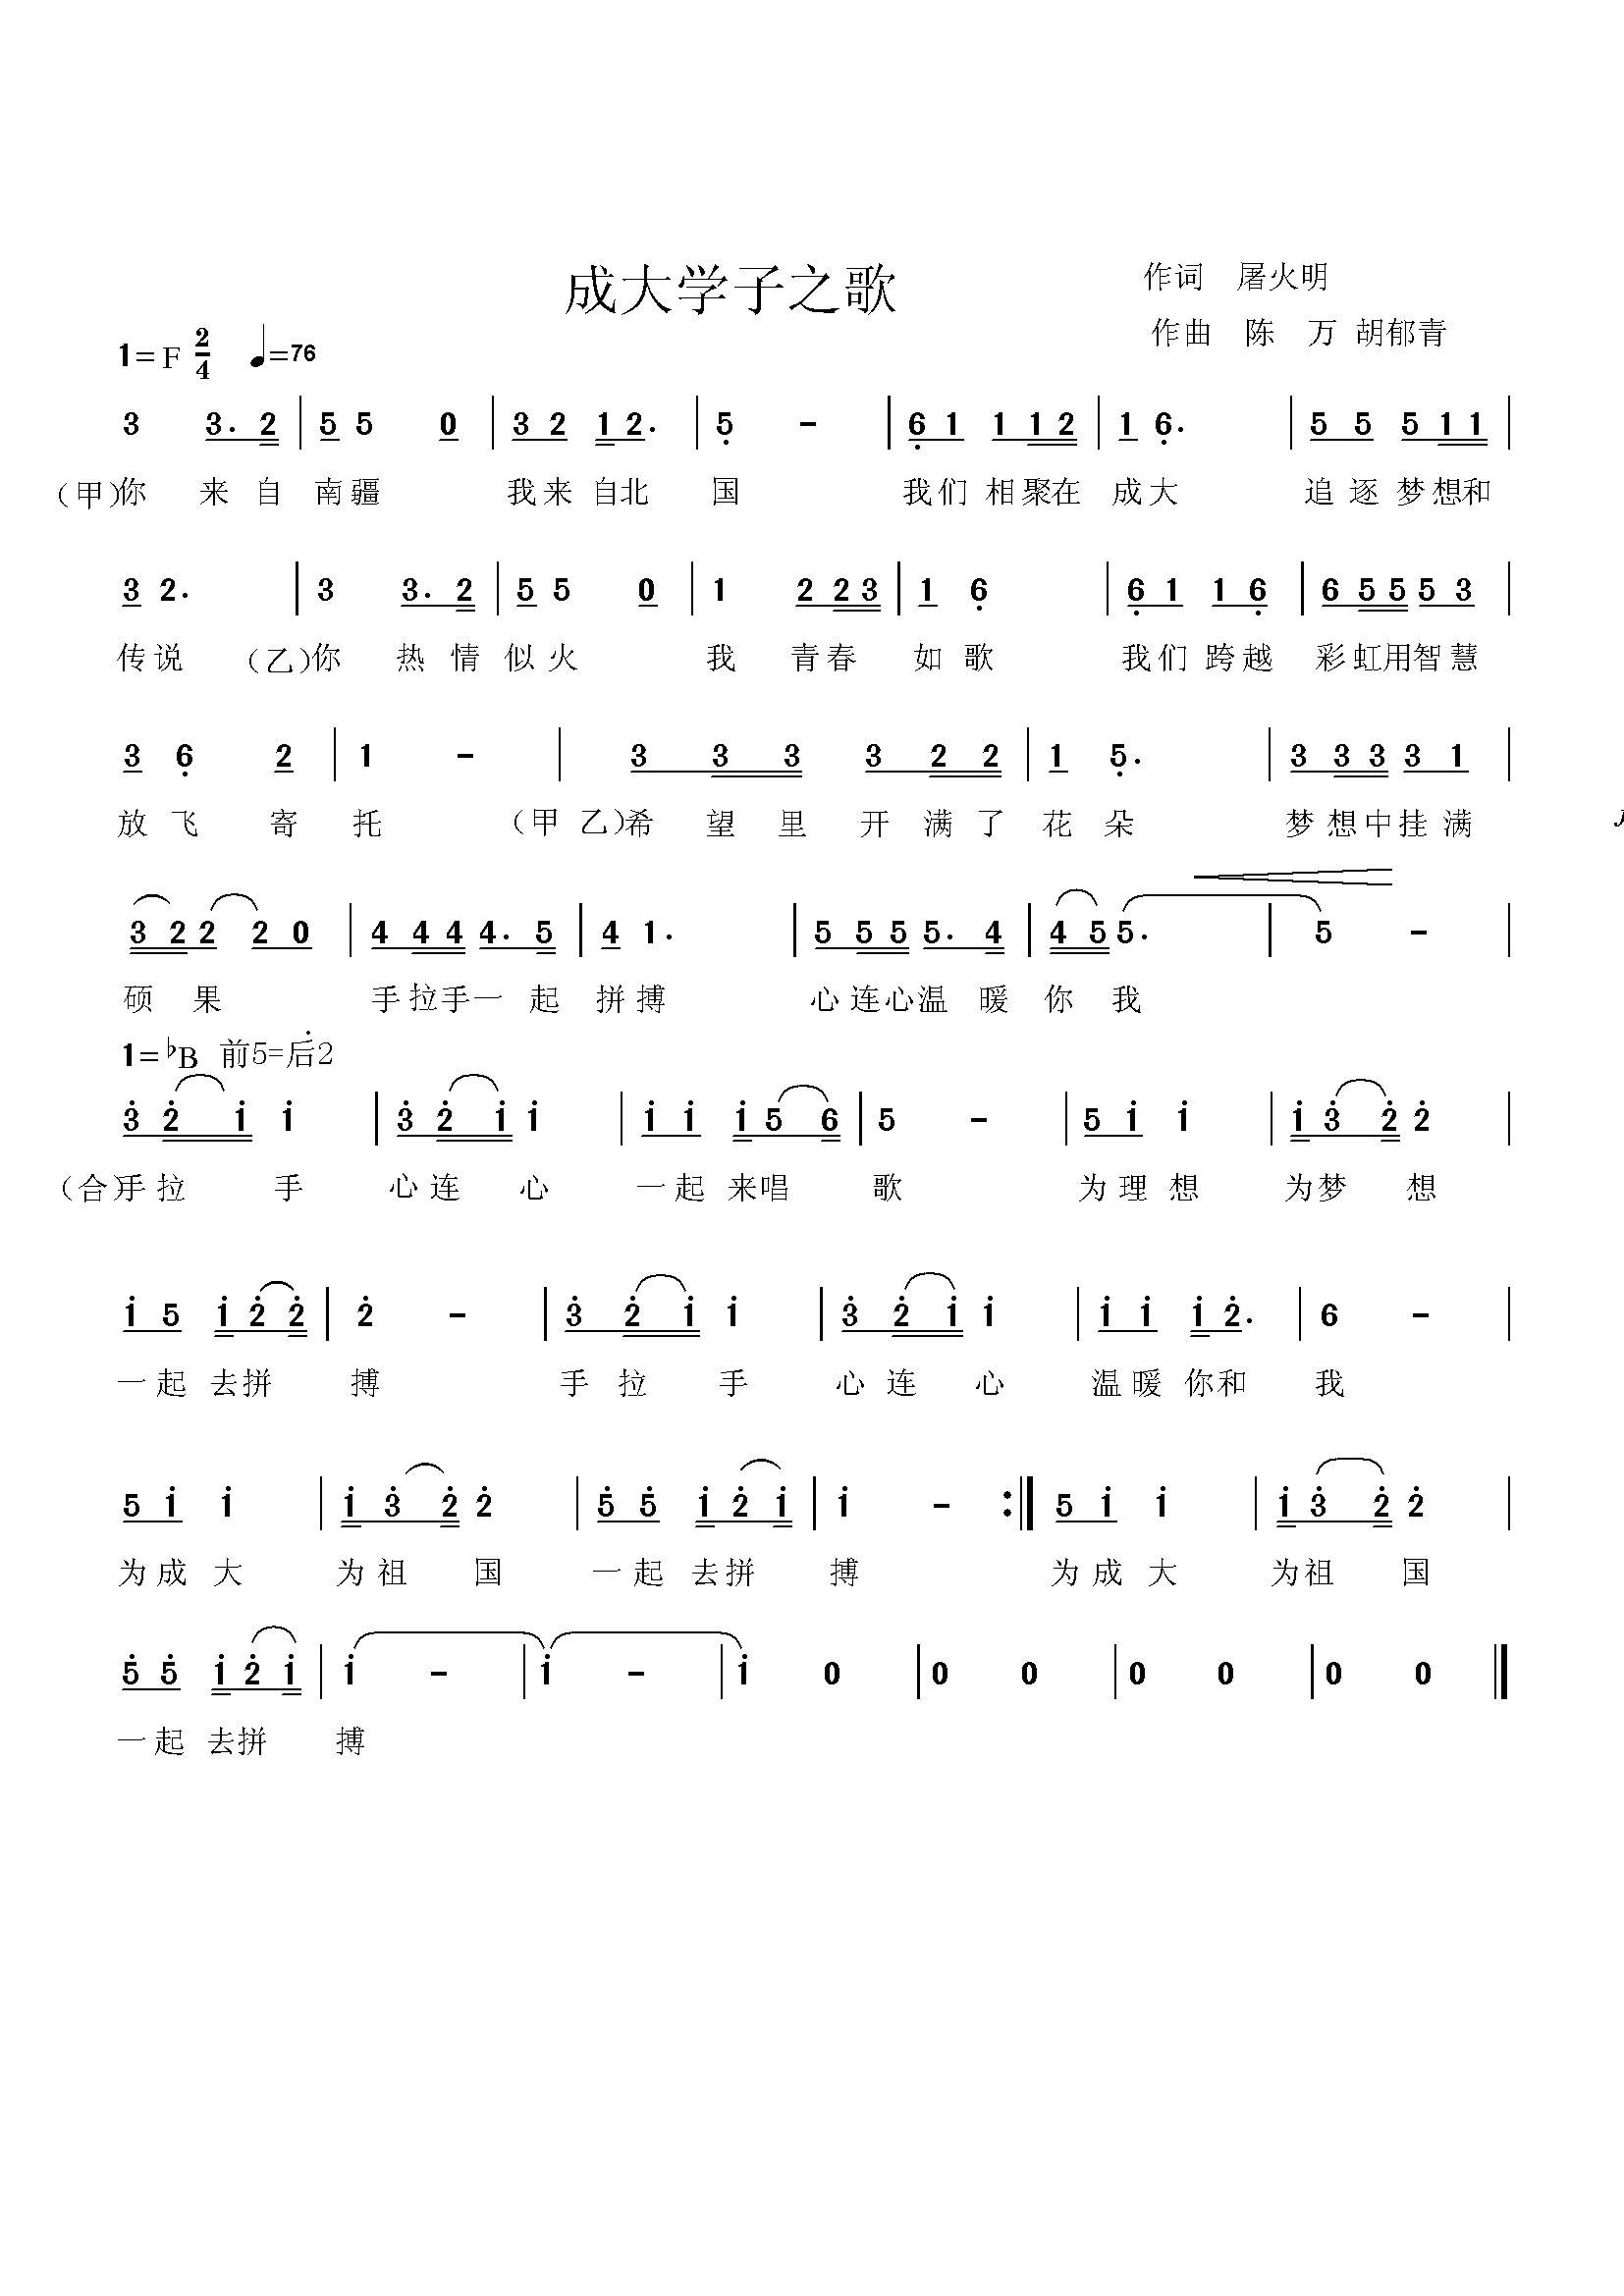 成大学子之歌
作词 屠火明
作曲 陈 万 胡郁青
1= F 2/4 ♩=76
3 3. 2 | 5 5 0 | 3 2 1 2. | 5̣ - | 6̣ 1 1 1 2 | 1 6̣. | 5 5 5 1 1 |
(甲)你 来 自 南 疆 我 来 自 北 国 我 们 相 聚 在 成 大 追 逐 梦 想 和
3 2. | 3 3. 2 | 5 5 0 | 1 2 2 3 | 1 6̣ | 6̣ 1 1 6̣ | 6 5 5 5 3 |
传 说 (乙)你 热 情 似 火 我 青 春 如 歌 我 们 跨 越 彩 虹 用 智 慧
3 6̣ 2 | 1 - | 3 3 3 3 2 2 | 1 5̣. | 3 3 3 3 1 |
放 飞 寄 托 (甲 乙)希 望 里 开 满 了 花 朵 梦 想 中 挂 满
3 2 2 2 0 | 4 4 4 4. 5 | 4 1. | 5 5 5 5. 4 | 4 5 5. | 5 - |
硕 果 手 拉 手 一 起 拼 搏 心 连 心 温 暖 你 我
1=♭B 前5=后2̇
3̇ 2̇ 1̇ 1̇ | 3̇ 2̇ 1̇ 1̇ | 1̇ 1̇ 1̇ 5 6 | 5 - | 5 1̇ 1̇ | 1̇ 3̇ 2̇ 2̇ |
(合)手 拉 手 心 连 心 一 起 来 唱 歌 为 理 想 为 梦 想
1̇ 5 1̇ 2̇ 2̇ | 2̇ - | 3̇ 2̇ 1̇ 1̇ | 3̇ 2̇ 1̇ 1̇ | 1̇ 1̇ 1̇ 2̇. | 6 - |
一 起 去 拼 搏 手 拉 手 心 连 心 温 暖 你 和 我
5 1̇ 1̇ | 1̇ 3̇ 2̇ 2̇ | 5̇ 5̇ 1̇ 2̇ 1̇ | 1̇ - :| 5 1̇ 1̇ | 1̇ 3̇ 2̇ 2̇ |
为 成 大 为 祖 国 一 起 去 拼 搏 为 成 大 为 祖 国
5̇ 5̇ 1̇ 2̇ 1̇ | 1̇ - | 1̇ - | 1̇ 0 | 0 0 | 0 0 | 0 0 ‖
一 起 去 拼 搏